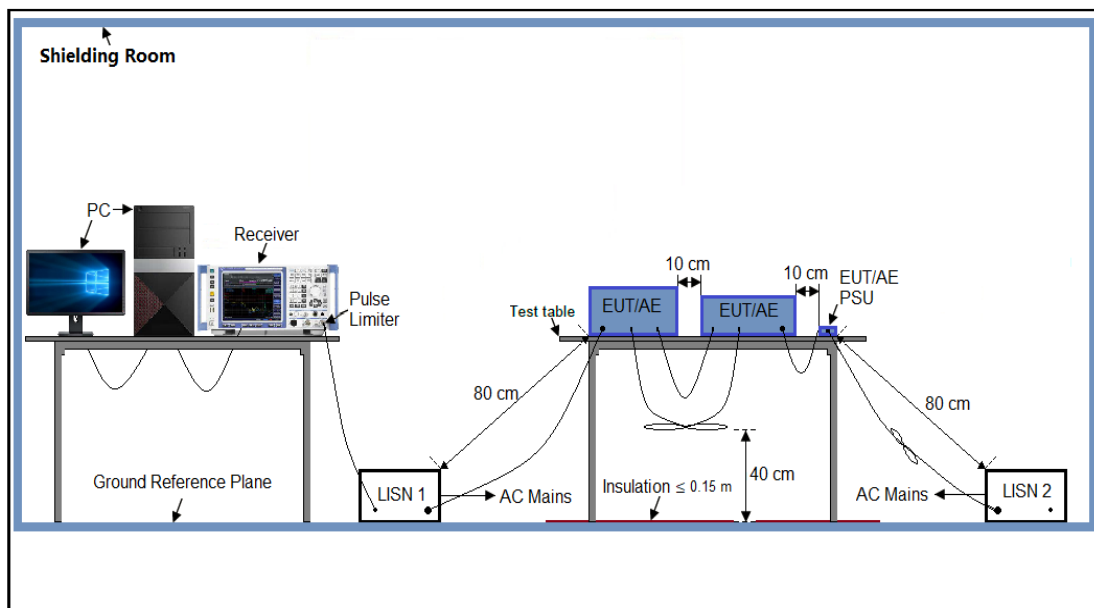 Shielding Room
PC
Receiver
Pulse
Limiter
10 cm
10 cm
EUT/AE
PSU
EUT/AE
EUT/AE
Test table
80 cm
80 cm
40 cm
Ground Reference Plane
LISN 1
AC Mains
Insulation ≤ 0.15 m
AC Mains
LISN 2